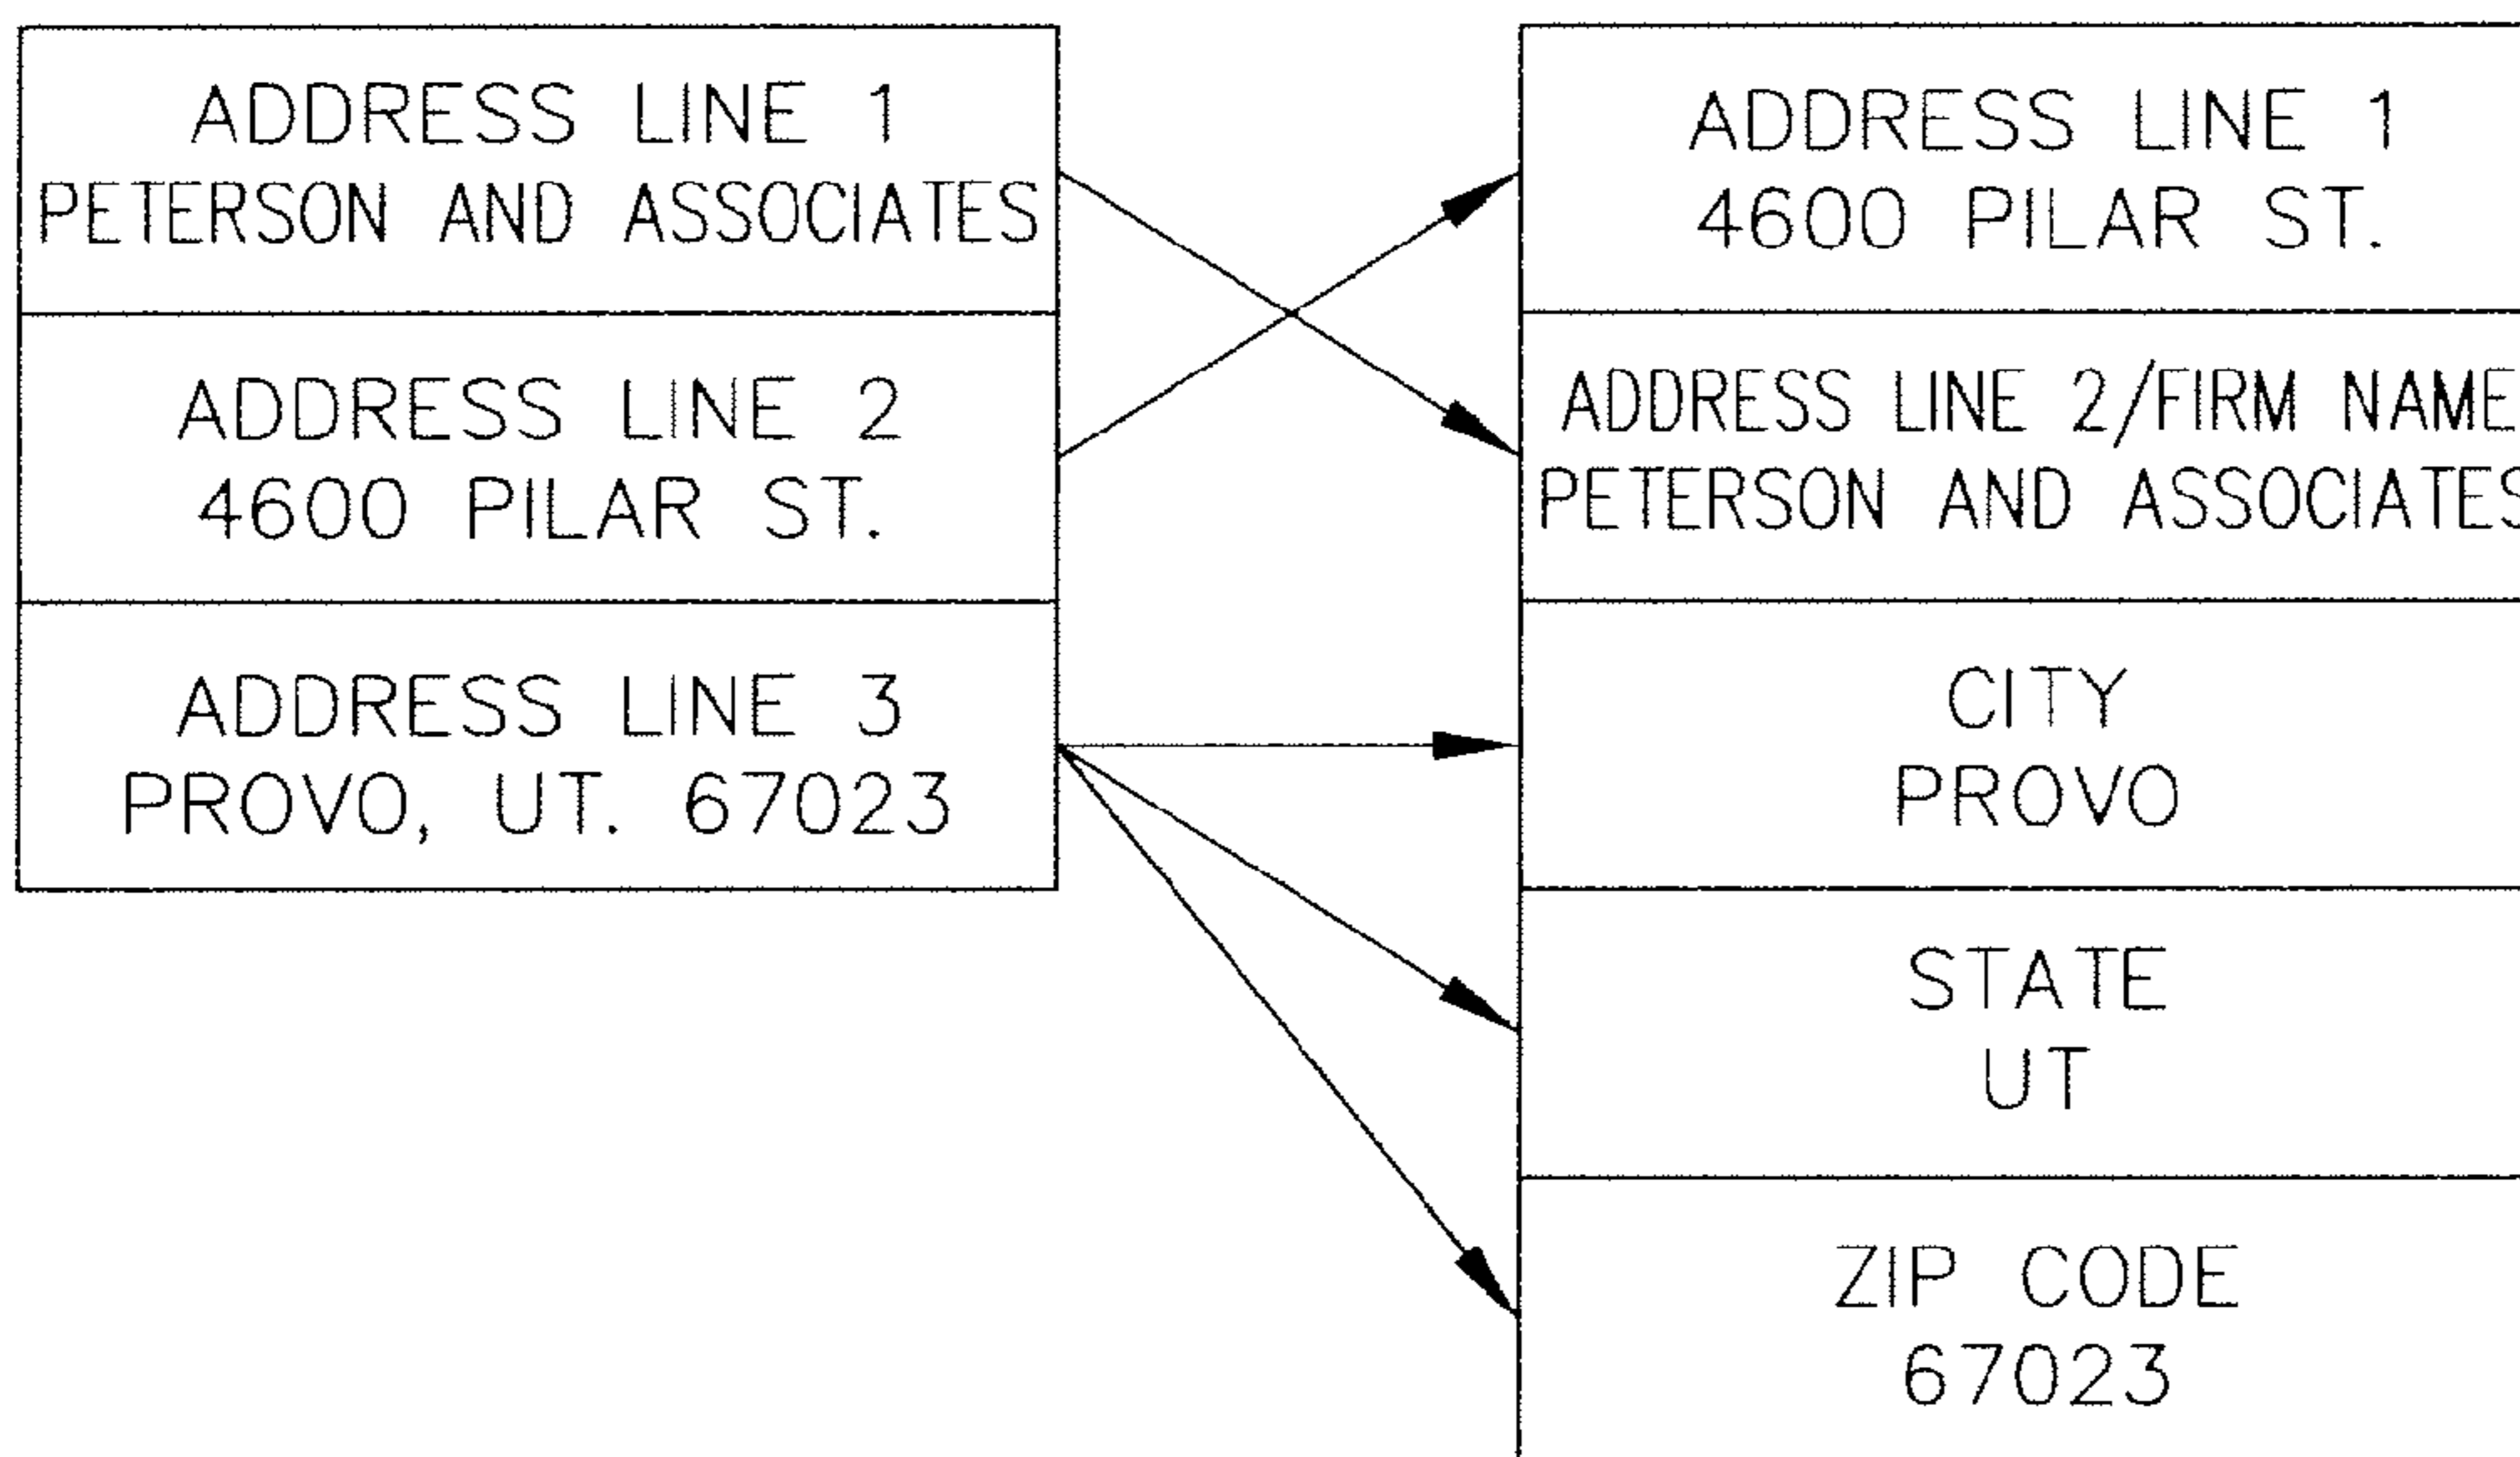 ADDRESS LINE 1
PETERSON AND ASSOCIATES
ADDRESS LINE 2
4600 PILAR ST.
ADDRESS LINE 3
PROVO, UT. 67023
ADDRESS LINE 1
4600 PILAR ST.
ADDRESS LINE 2/FIRM NAME
PETERSON AND ASSOCIATES
CITY
PROVO
STATE
UT
ZIP CODE
67023